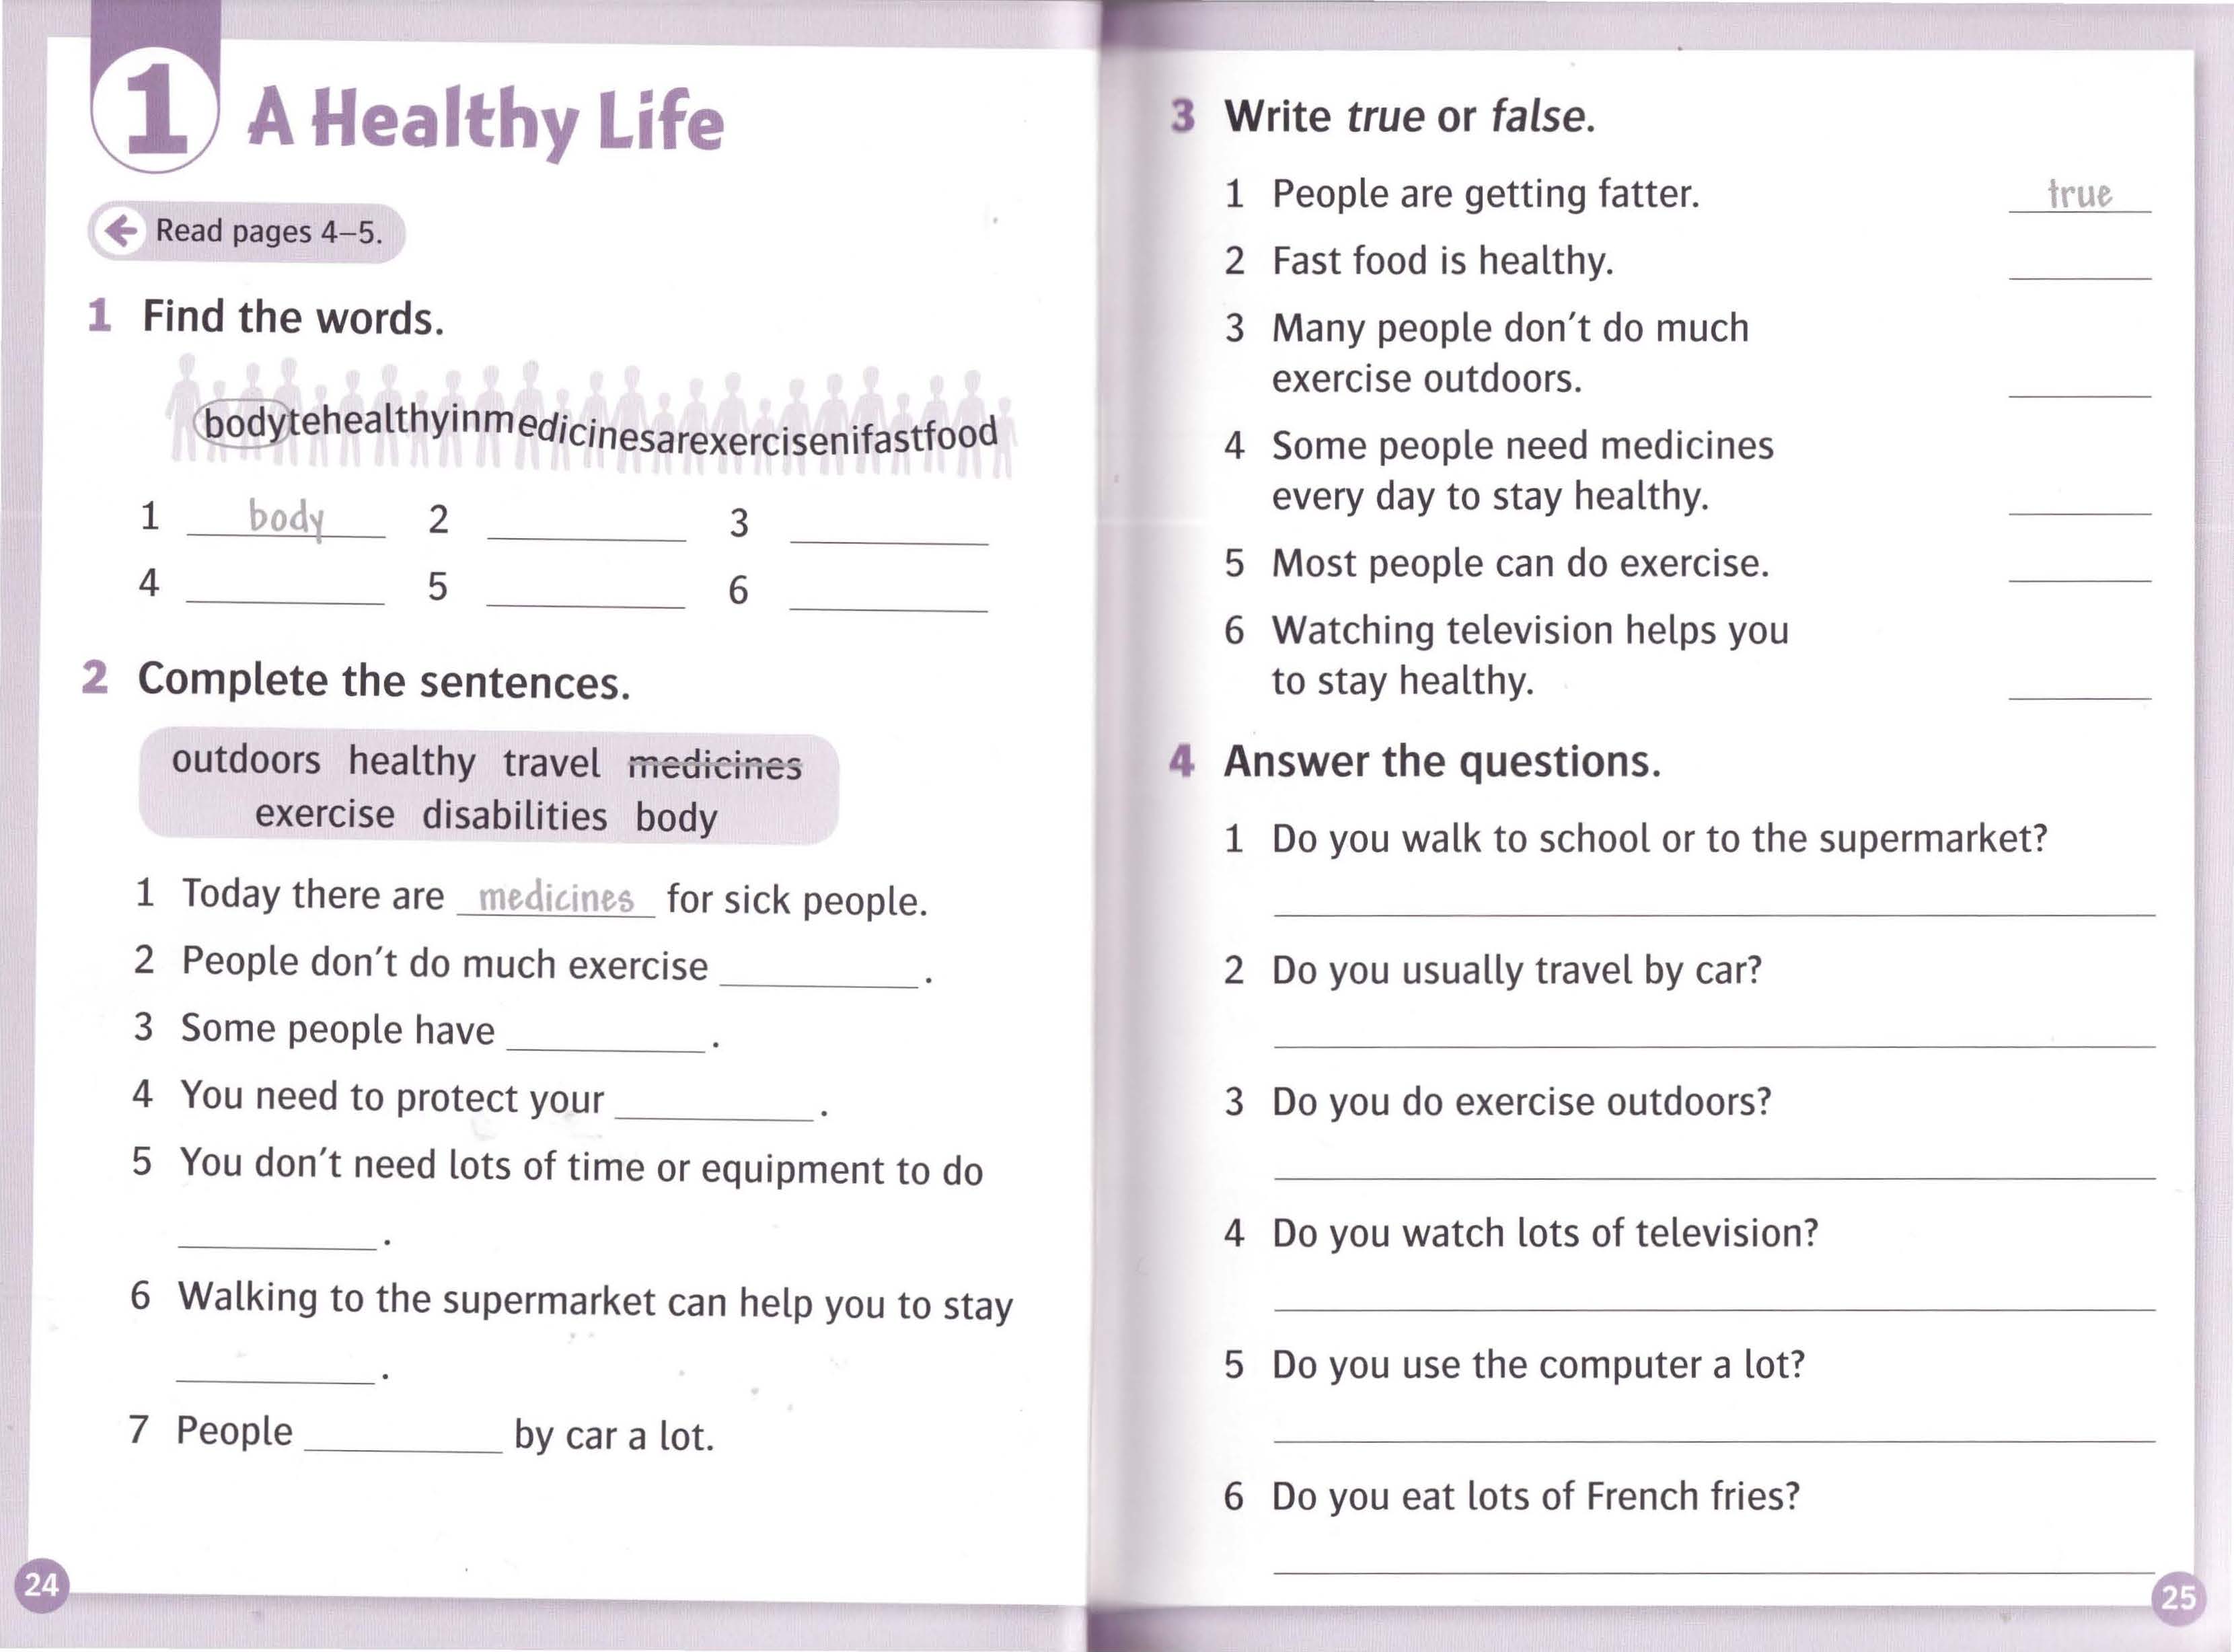 1 A Healthy Life
Read pages 4–5.
1 Find the words.
bodytehealthyinmedicinesarexercisenifastfood
1 body 2 3
4 5 6
2 Complete the sentences.
outdoors healthy travel medicines
exercise disabilities body
1 Today there are medicines for sick people.
2 People don't do much exercise .
3 Some people have .
4 You need to protect your .
5 You don't need lots of time or equipment to do
.
6 Walking to the supermarket can help you to stay
.
7 People by car a lot.
24
3 Write true or false.
1 People are getting fatter. true
2 Fast food is healthy.
3 Many people don't do much
exercise outdoors.
4 Some people need medicines
every day to stay healthy.
5 Most people can do exercise.
6 Watching television helps you
to stay healthy.
4 Answer the questions.
1 Do you walk to school or to the supermarket?
2 Do you usually travel by car?
3 Do you do exercise outdoors?
4 Do you watch lots of television?
5 Do you use the computer a lot?
6 Do you eat lots of French fries?
25